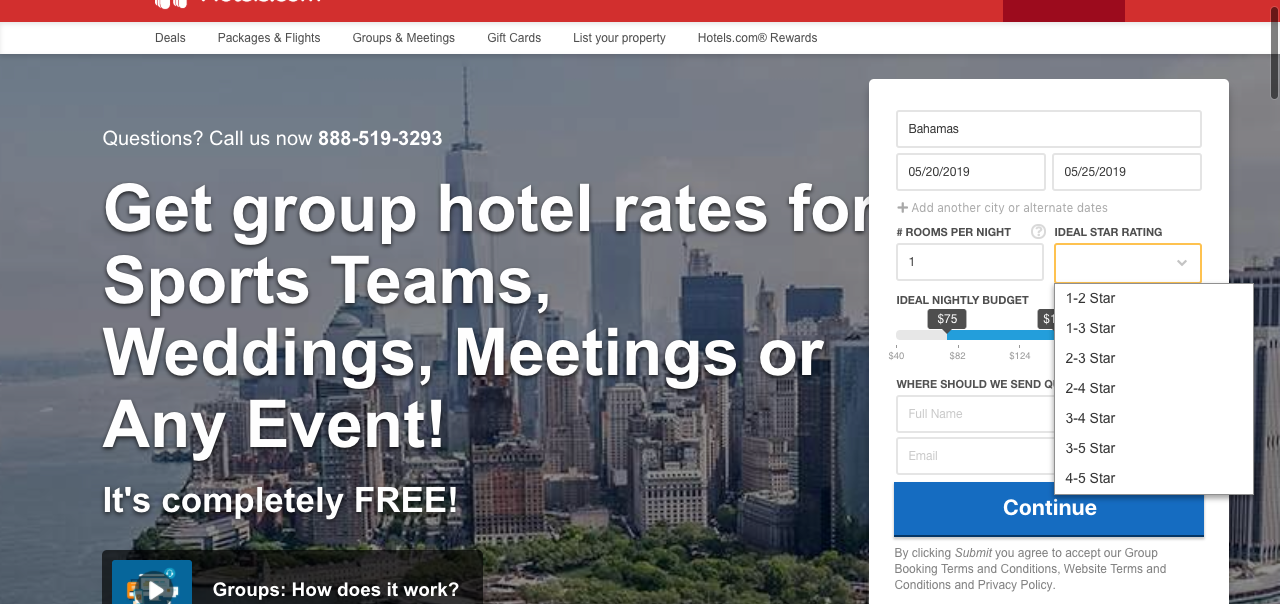 Hotels.com
Deals
Packages & Flights
Groups & Meetings
Gift Cards
List your property
Hotels.com® Rewards
Questions? Call us now 888-519-3293
Get group hotel rates for
Sports Teams,
Weddings, Meetings or
Any Event!
It's completely FREE!
Groups: How does it work?
Bahamas
05/20/2019
05/25/2019
+ Add another city or alternate dates
# ROOMS PER NIGHT
?
IDEAL STAR RATING
1
1-2 Star
1-3 Star
2-3 Star
2-4 Star
3-4 Star
3-5 Star
4-5 Star
IDEAL NIGHTLY BUDGET
$75
$1
$40
$82
$124
WHERE SHOULD WE SEND
Full Name
Email
Continue
By clicking Submit you agree to accept our Group
Booking Terms and Conditions, Website Terms and
Conditions and Privacy Policy.